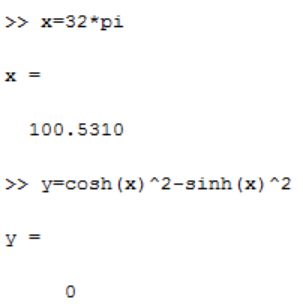 >> x=32*pi
x =
100.5310
>> y=cosh(x)^2-sinh(x)^2
y =
0